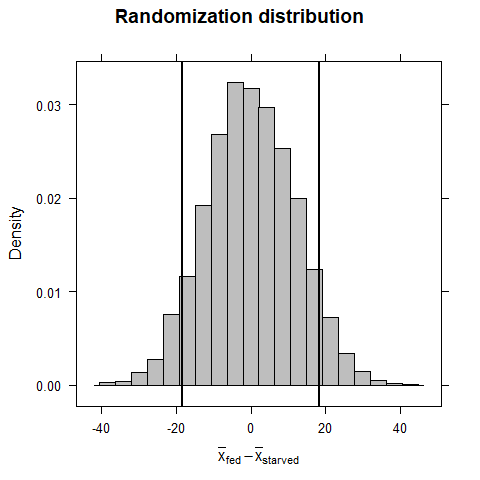 Randomization distribution
Density
0.03
0.02
0.01
0.00
-40 -20 0 20 40
x̅fed − x̅starved